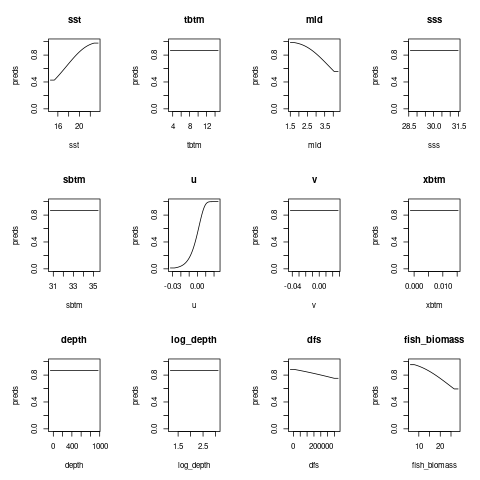 sst tbtm mld sss
preds 0.0 0.4 0.8 preds 0.0 0.4 0.8 preds 0.0 0.4 0.8 preds 0.0 0.4 0.8
16 20 4 8 12 1.5 2.5 3.5 28.5 30.0 31.5
sst tbtm mld sss
sbtm u v xbtm
preds 0.0 0.4 0.8 preds 0.0 0.4 0.8 preds 0.0 0.4 0.8 preds 0.0 0.4 0.8
31 33 35 -0.03 0.00 -0.04 0.00 0.000 0.010
sbtm u v xbtm
depth log_depth dfs fish_biomass
preds 0.0 0.4 0.8 preds 0.0 0.4 0.8 preds 0.0 0.4 0.8 preds 0.0 0.4 0.8
0 400 1000 1.5 2.5 0 200000 10 20
depth log_depth dfs fish_biomass